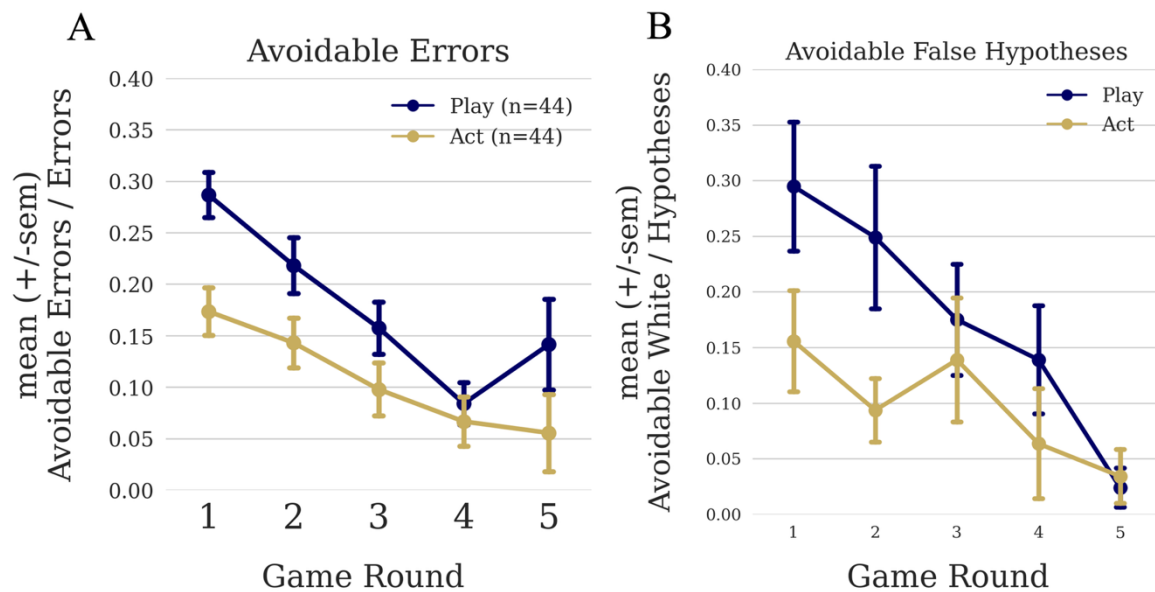 A
Avoidable Errors
mean (+/-sem)
Avoidable Errors / Errors
0.40
0.35
0.30
0.25
0.20
0.15
0.10
0.05
0.00
Play (n=44)
Act (n=44)
1 2 3 4 5
Game Round
B
Avoidable False Hypotheses
mean (+/-sem)
Avoidable White / Hypotheses
0.40
0.35
0.30
0.25
0.20
0.15
0.10
0.05
0.00
Play
Act
1 2 3 4 5
Game Round